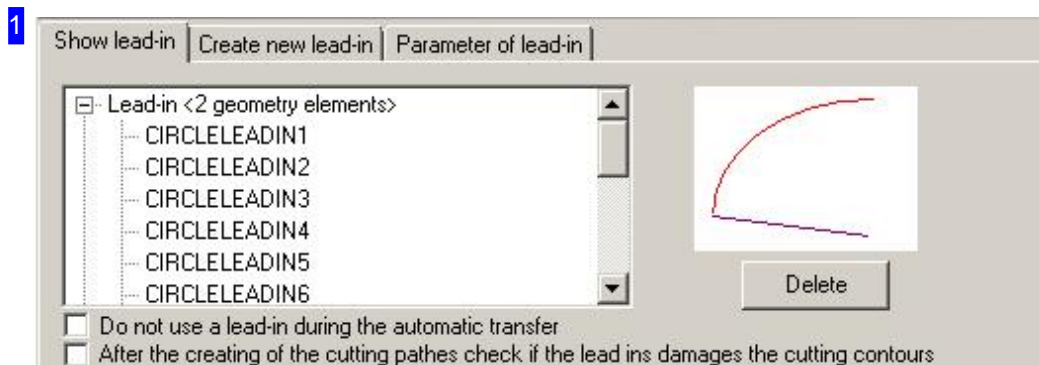 1
Show lead-in Create new lead-in Parameter of lead-in
Lead-in <2 geometry elements>
CIRCLELEADIN1
CIRCLELEADIN2
CIRCLELEADIN3
CIRCLELEADIN4
CIRCLELEADIN5
CIRCLELEADIN6
Delete
Do not use a lead-in during the automatic transfer
After the creating of the cutting pathes check if the lead ins damages the cutting contours